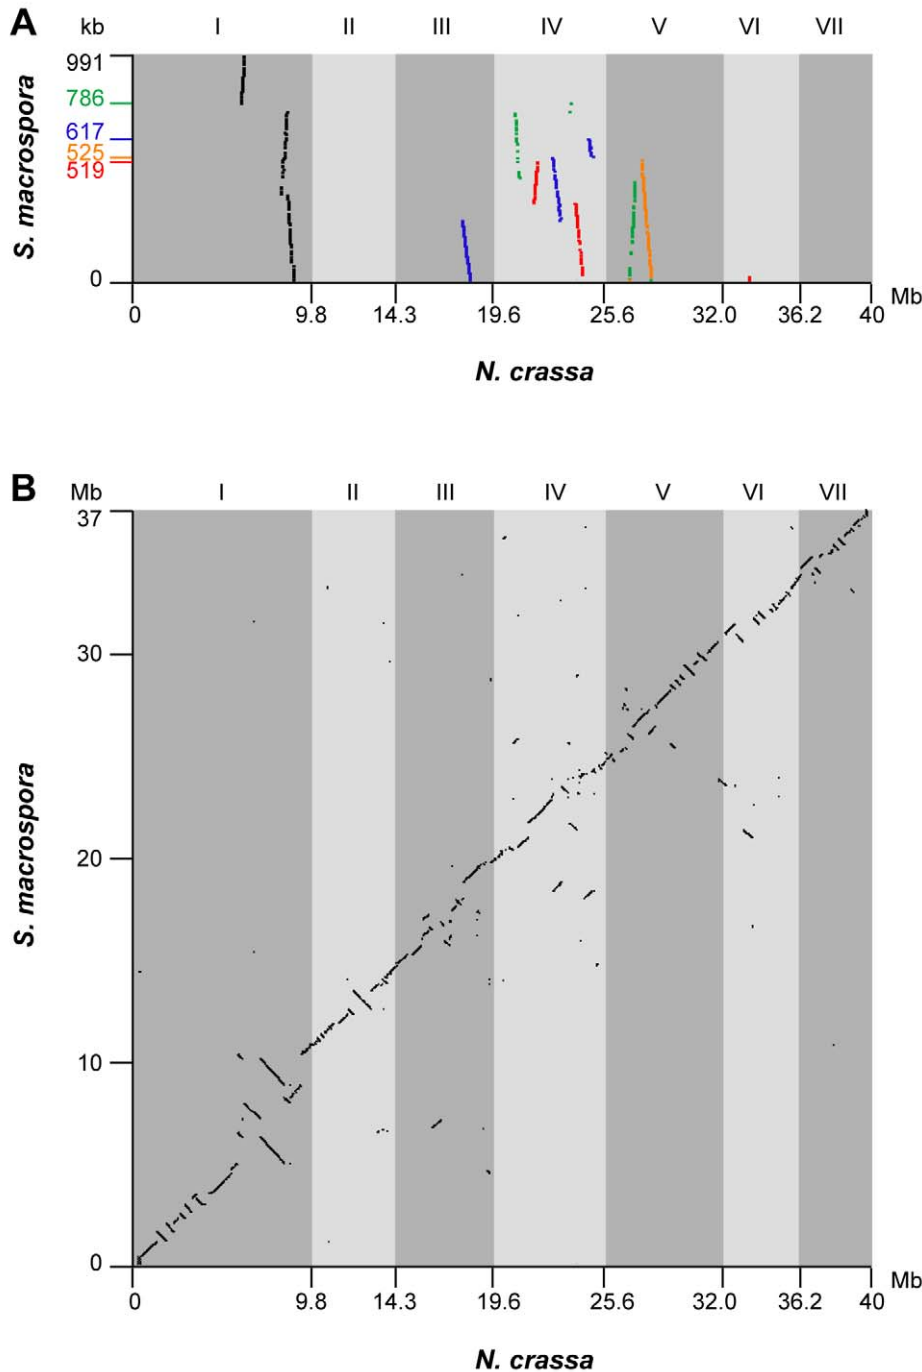 A kb I II III IV V VI VII
991
786
617
525
519
0
S. macrospora
0 9.8 14.3 19.6 25.6 32.0 36.2 40 Mb
N. crassa
B Mb I II III IV V VI VII
37
30
20
10
0
S. macrospora
0 9.8 14.3 19.6 25.6 32.0 36.2 40 Mb
N. crassa